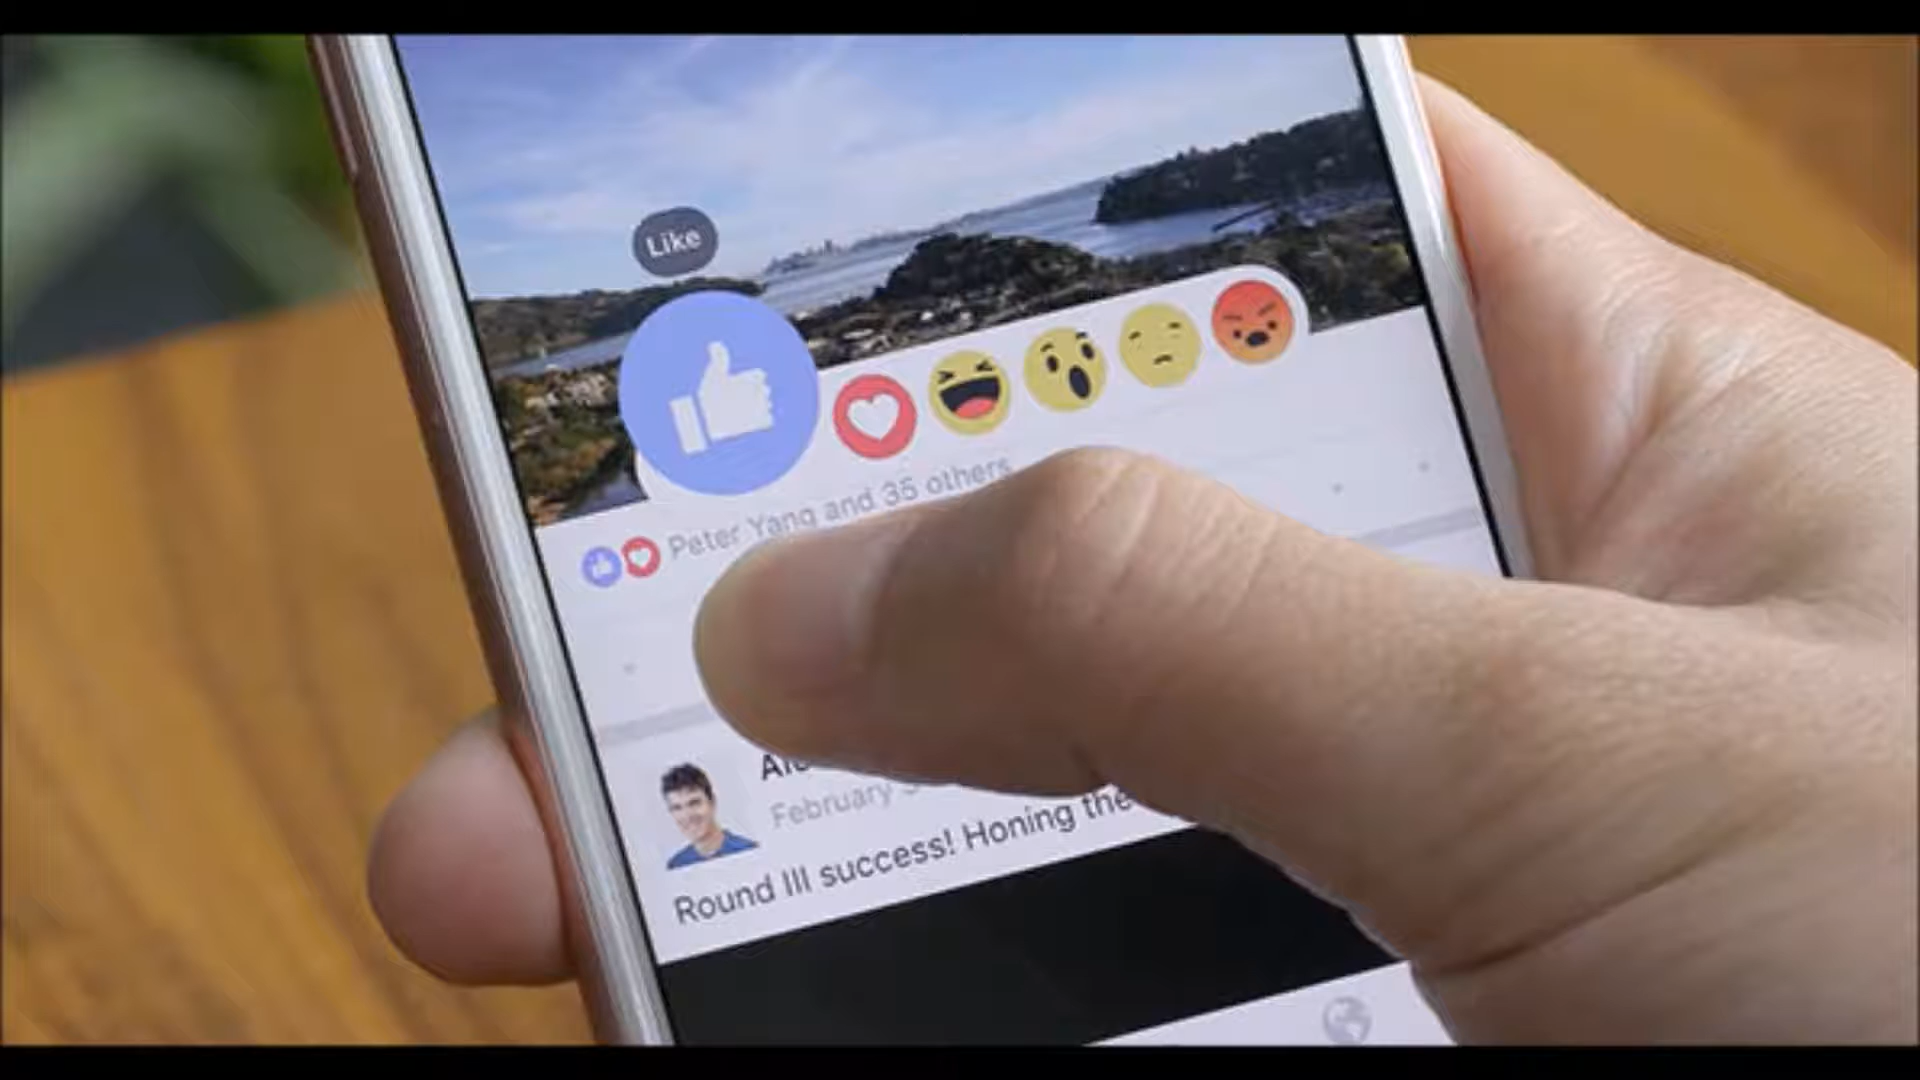 Like
Peter Yang and 35 others
February
Round III success! Honing the